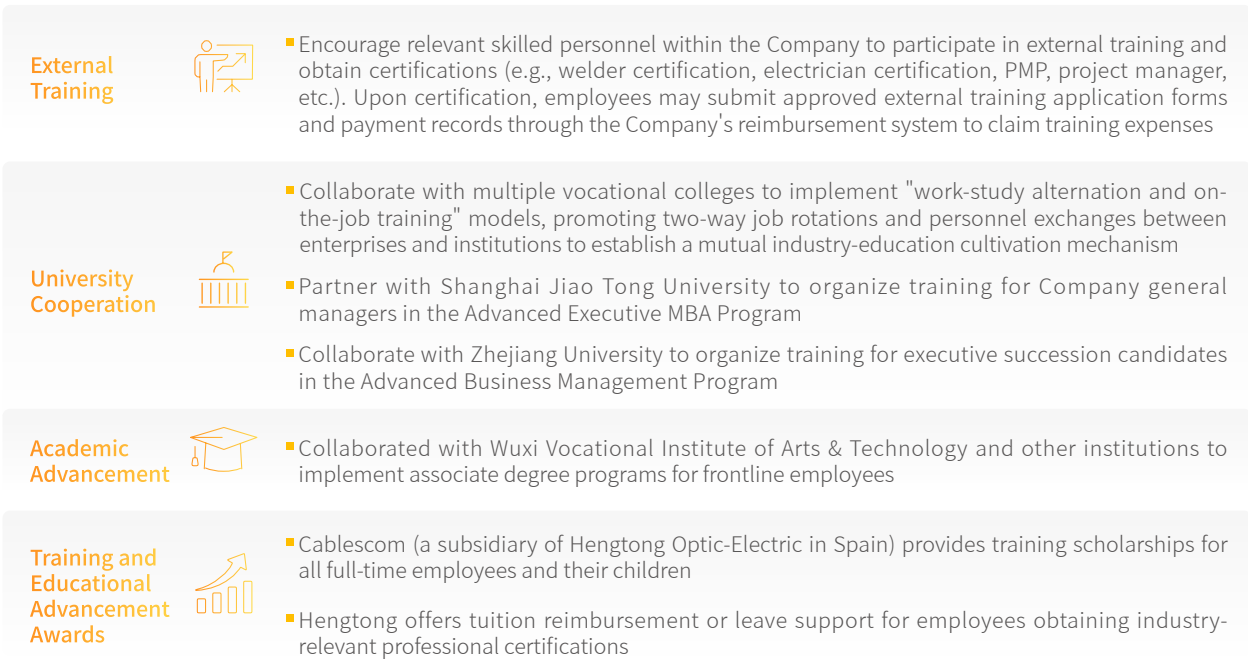 External
Training
Encourage relevant skilled personnel within the Company to participate in external training and
obtain certifications (e.g., welder certification, electrician certification, PMP, project manager,
etc.). Upon certification, employees may submit approved external training application forms
and payment records through the Company's reimbursement system to claim training expenses
University
Cooperation
Collaborate with multiple vocational colleges to implement "work-study alternation and on-
the-job training" models, promoting two-way job rotations and personnel exchanges between
enterprises and institutions to establish a mutual industry-education cultivation mechanism
Partner with Shanghai Jiao Tong University to organize training for Company general
managers in the Advanced Executive MBA Program
Collaborate with Zhejiang University to organize training for executive succession candidates
in the Advanced Business Management Program
Academic
Advancement
Collaborated with Wuxi Vocational Institute of Arts & Technology and other institutions to
implement associate degree programs for frontline employees
Training and
Educational
Advancement
Awards
Cablescom (a subsidiary of Hengtong Optic-Electric in Spain) provides training scholarships for
all full-time employees and their children
Hengtong offers tuition reimbursement or leave support for employees obtaining industry-
relevant professional certifications